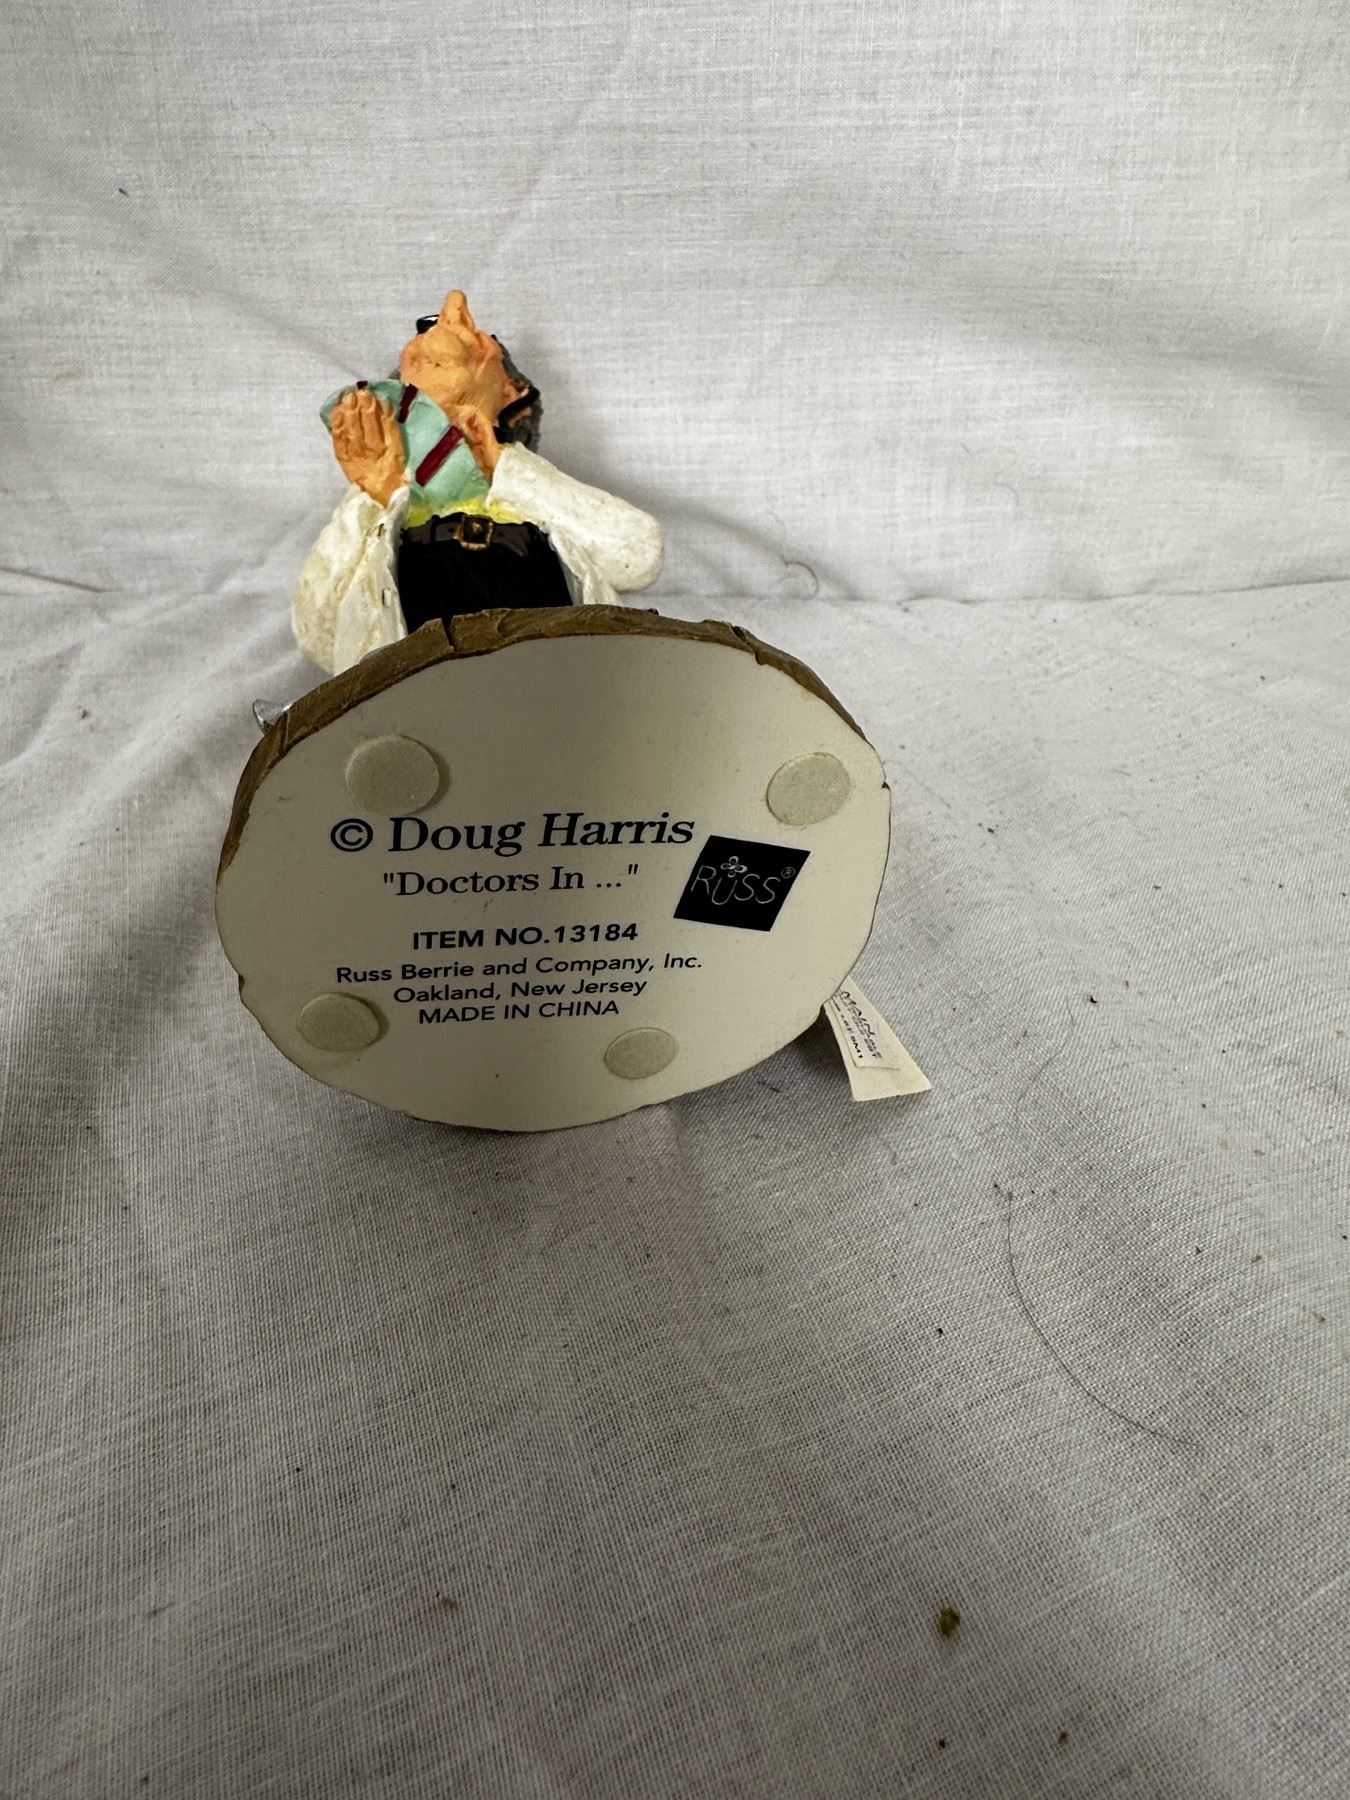 © Doug Harris
"Doctors In ..."
RUSS®
ITEM NO.13184
Russ Berrie and Company, Inc.
Oakland, New Jersey
MADE IN CHINA